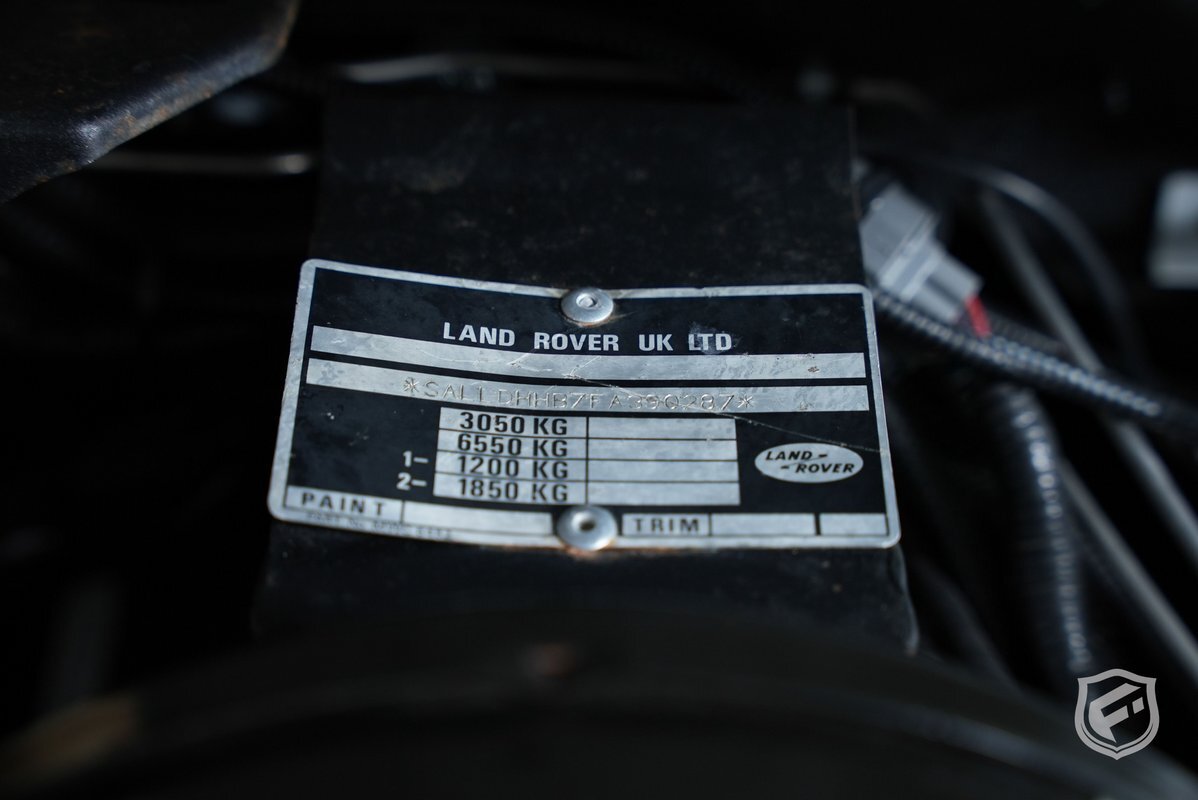 LAND ROVER UK LTD
*SALLDHHB7FA390287*
3050 KG
6550 KG
1- 1200 KG
2- 1850 KG
LAND-
-ROVER
PAINT
TRIM